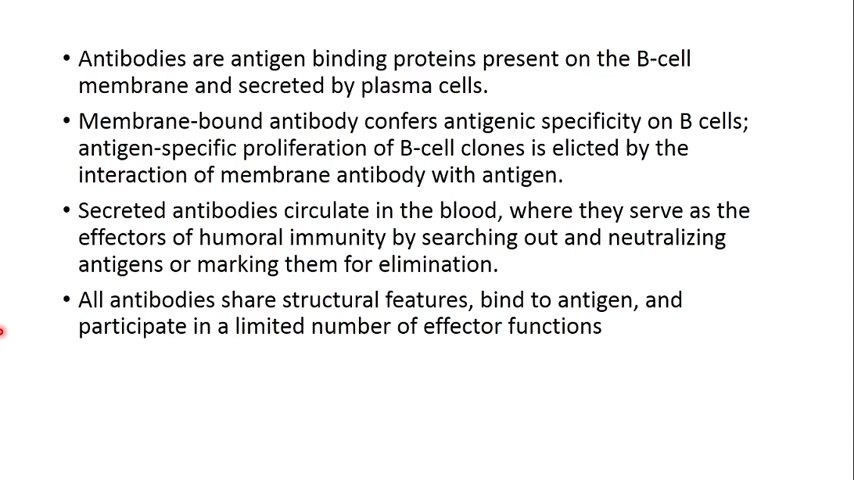 • Antibodies are antigen binding proteins present on the B-cell
membrane and secreted by plasma cells.
• Membrane-bound antibody confers antigenic specificity on B cells;
antigen-specific proliferation of B-cell clones is elicted by the
interaction of membrane antibody with antigen.
• Secreted antibodies circulate in the blood, where they serve as the
effectors of humoral immunity by searching out and neutralizing
antigens or marking them for elimination.
• All antibodies share structural features, bind to antigen, and
participate in a limited number of effector functions